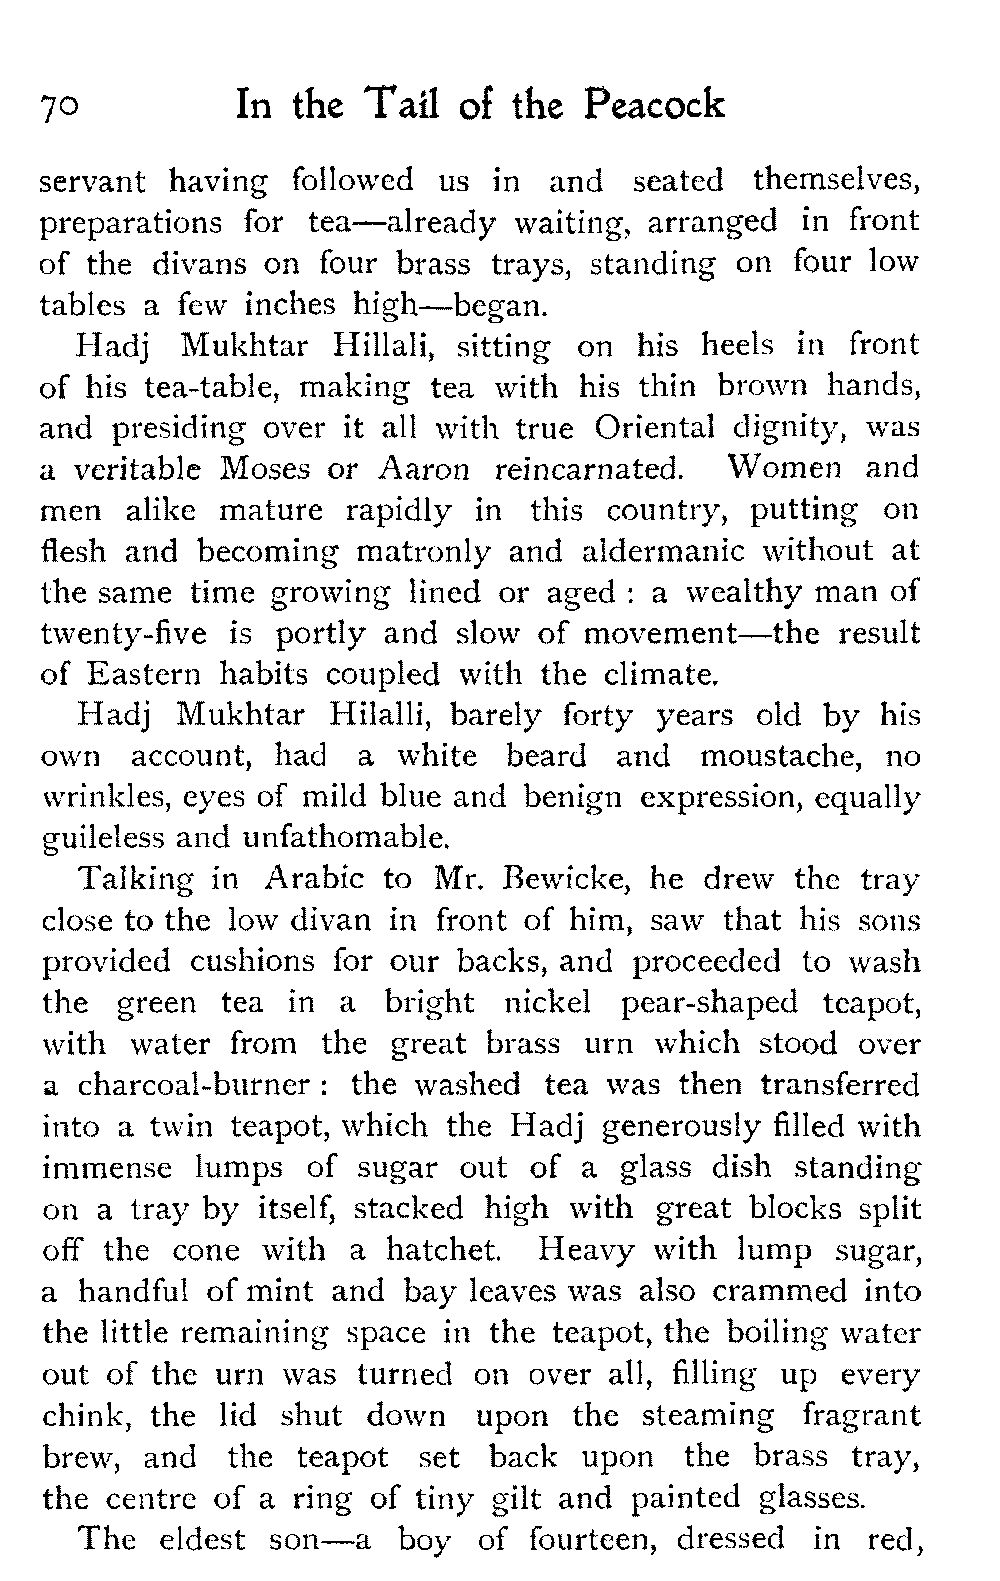 70 In the Tail of the Peacock
servant having followed us in and seated themselves,
preparations for tea—already waiting, arranged in front
of the divans on four brass trays, standing on four low
tables a few inches high—began.
Hadj Mukhtar Hillali, sitting on his heels in front
of his tea-table, making tea with his thin brown hands,
and presiding over it all with true Oriental dignity, was
a veritable Moses or Aaron reincarnated. Women and
men alike mature rapidly in this country, putting on
flesh and becoming matronly and aldermanic without at
the same time growing lined or aged : a wealthy man of
twenty-five is portly and slow of movement—the result
of Eastern habits coupled with the climate.
Hadj Mukhtar Hilalli, barely forty years old by his
own account, had a white beard and moustache, no
wrinkles, eyes of mild blue and benign expression, equally
guileless and unfathomable.
Talking in Arabic to Mr. Bewicke, he drew the tray
close to the low divan in front of him, saw that his sons
provided cushions for our backs, and proceeded to wash
the green tea in a bright nickel pear-shaped teapot,
with water from the great brass urn which stood over
a charcoal-burner : the washed tea was then transferred
into a twin teapot, which the Hadj generously filled with
immense lumps of sugar out of a glass dish standing
on a tray by itself, stacked high with great blocks split
off the cone with a hatchet. Heavy with lump sugar,
a handful of mint and bay leaves was also crammed into
the little remaining space in the teapot, the boiling water
out of the urn was turned on over all, filling up every
chink, the lid shut down upon the steaming fragrant
brew, and the teapot set back upon the brass tray,
the centre of a ring of tiny gilt and painted glasses.
The eldest son—a boy of fourteen, dressed in red,